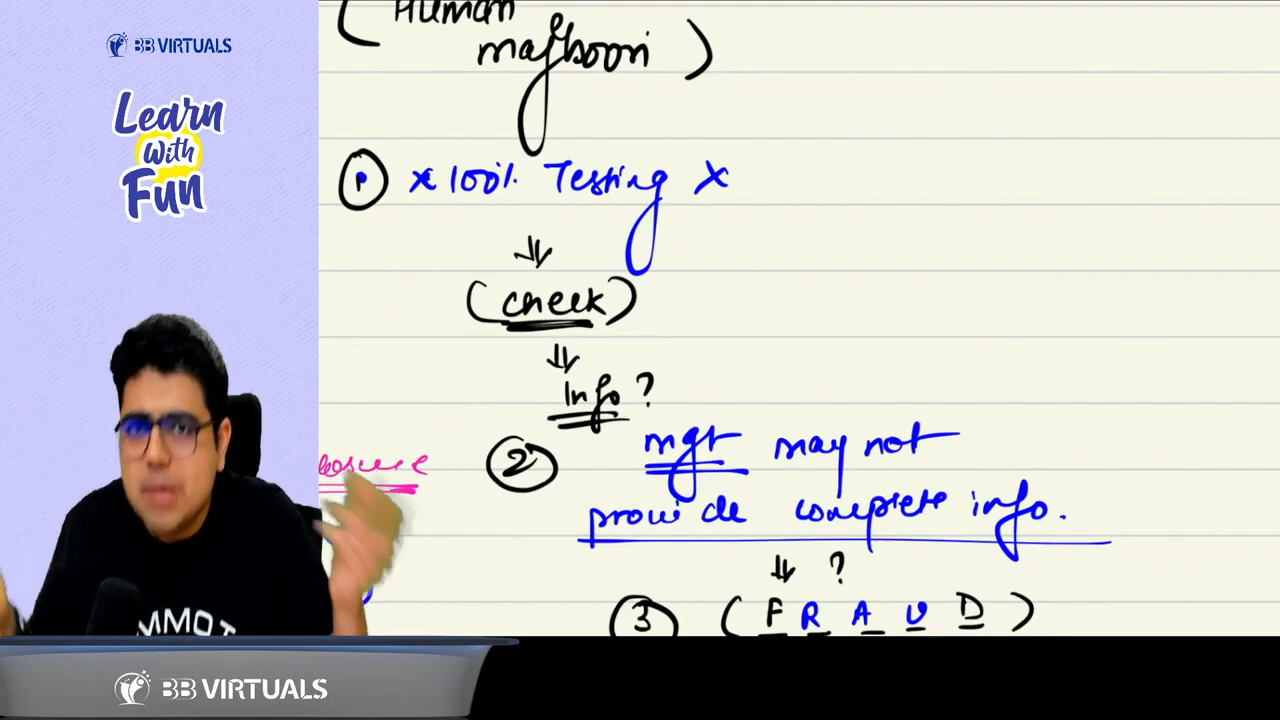 BB VIRTUALS
Learn
with
Fun
(Human
majboori)
① × 100% Testing ×
(check)
Info ?
② mgt may not
provide complete info.
?
③ (FRAUD)
BB VIRTUALS